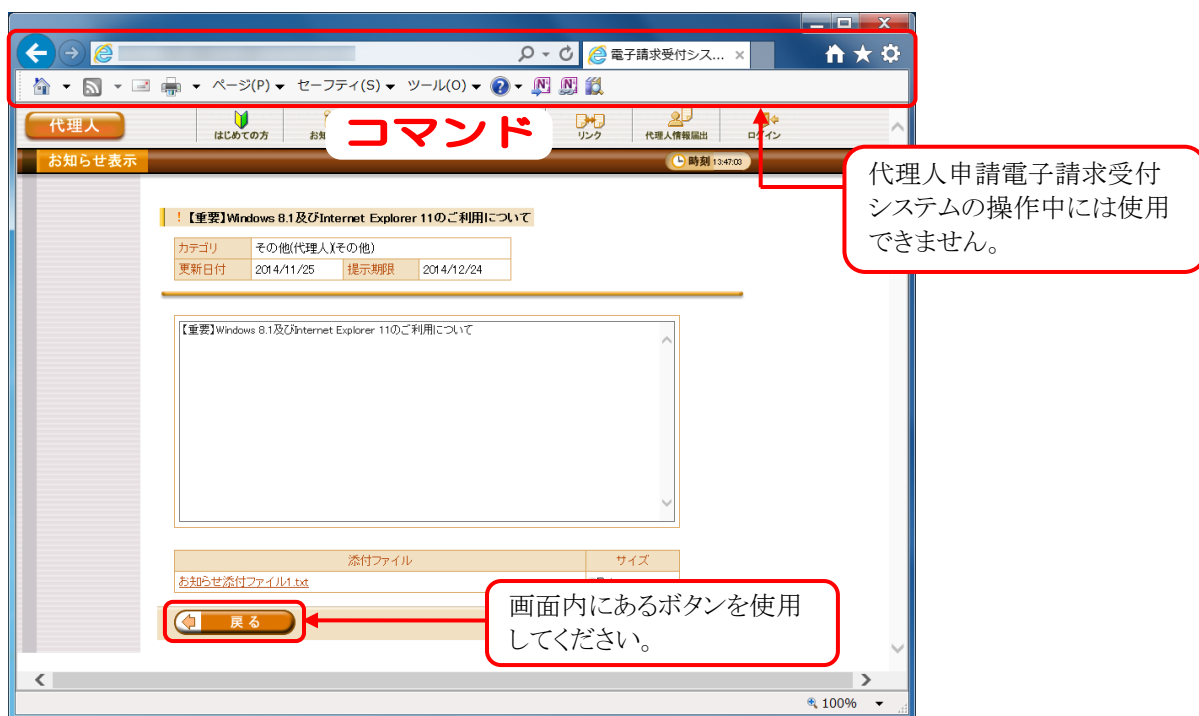 電子請求受付シス...
ページ(P) セーフティ(S) ツール(O)
代理人
はじめての方
お知
コマンド
リンク
代理人情報届出
ログイン
お知らせ表示
時刻 13:47:03
代理人申請電子請求受付
システムの操作中には使用
できません。
！【重要】Windows 8.1及びInternet Explorer 11のご利用について
カテゴリ その他(代理人)(その他)
更新日付 2014/11/25 提示期限 2014/12/24
【重要】Windows 8.1及びInternet Explorer 11のご利用について
添付ファイル サイズ
お知らせ添付ファイル1.txt
戻る
画面内にあるボタンを使用
してください。
100%